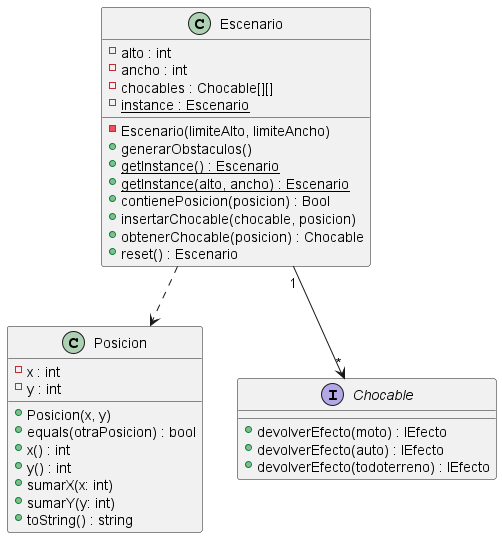 C Escenario
alto : int
ancho : int
chocables : Chocable[][]
instance : Escenario
Escenario(limiteAlto, limiteAncho)
generarObstaculos()
getInstance() : Escenario
getInstance(alto, ancho) : Escenario
contienePosicion(posicion) : Bool
insertarChocable(chocable, posicion)
obtenerChocable(posicion) : Chocable
reset() : Escenario
1
*
C Posicion
x : int
y : int
Posicion(x, y)
equals(otraPosicion) : bool
x() : int
y() : int
sumarX(x: int)
sumarY(y: int)
toString() : string
I Chocable
devolverEfecto(moto) : IEfecto
devolverEfecto(auto) : IEfecto
devolverEfecto(todoterreno) : IEfecto